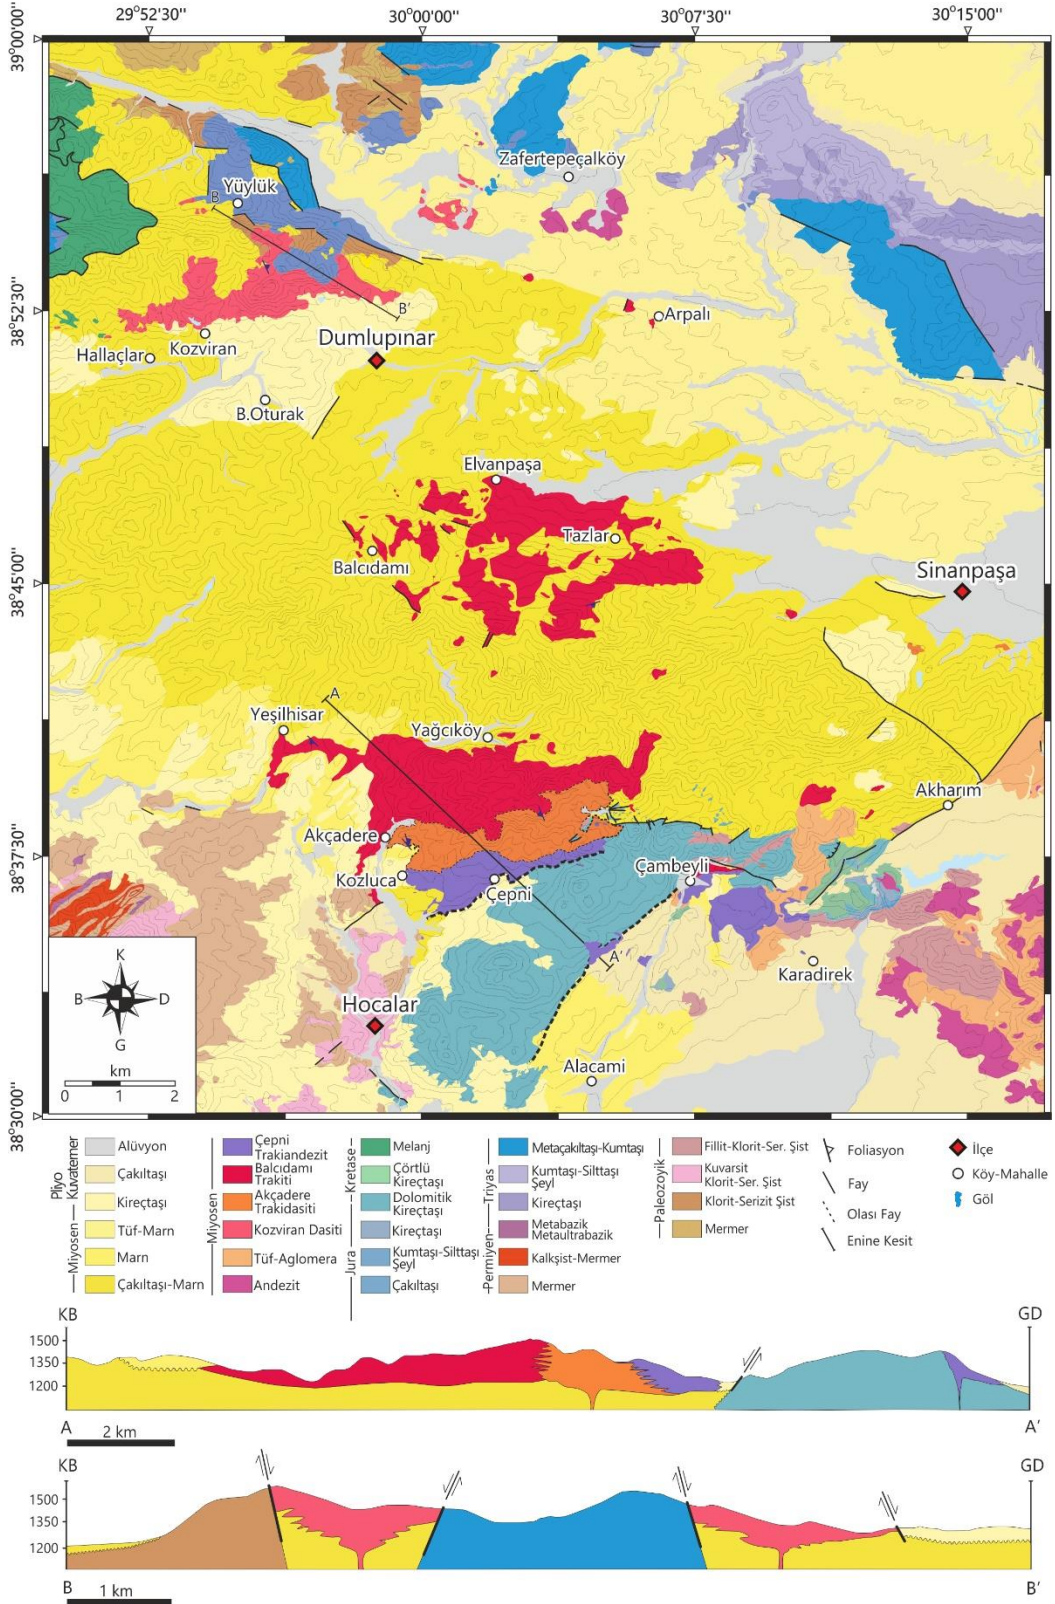 29°52'30'' 30°00'00'' 30°07'30'' 30°15'00''
39°00'00''
Zafertepeçalköy
Yüylük
B
B'
38°52'30''
Arpalı
Dumlupınar
Kozviran
Hallaçlar
B.Oturak
Elvanpaşa
Tazlar
Balcıdamı
38°45'00''
Sinanpaşa
A
Yeşilhisar
Yağcıköy
Akharım
Akçadere
38°37'30''
Çambeyli
Kozluca
Çepni
A'
Karadirek
K
B D
G
Hocalar
km
0 1 2
Alacami
38°30'00''
Pliyo Kuvaterner
Alüvyon
Çakıltaşı
Kireçtaşı
Miyosen
Tüf-Marn
Marn
Çakıltaşı-Marn
Miyosen
Çepni
Trakiandezit
Balcıdamı
Trakiti
Akçadere
Trakidasiti
Kozviran Dasiti
Tüf-Aglomera
Andezit
Kretase
Melanj
Çörtlü
Kireçtaşı
Dolomitik
Kireçtaşı
Jura
Kireçtaşı
Kumtaşı-Silttaşı
Şeyl
Çakıltaşı
Triyas
Metaçakıltaşı-Kumtaşı
Kumtaşı-Silttaşı
Şeyl
Kireçtaşı
Permiyen
Metabazik
Metaultrabazik
Kalkşist-Mermer
Mermer
Paleozoyik
Fillit-Klorit-Ser. Şist
Kuvarsit
Klorit-Ser. Şist
Klorit-Serizit Şist
Mermer
Foliasyon
Fay
Olası Fay
Enine Kesit
İlçe
Köy-Mahalle
Göl
KB GD
1500
1350
1200
A A'
2 km
KB GD
1500
1350
1200
B B'
1 km